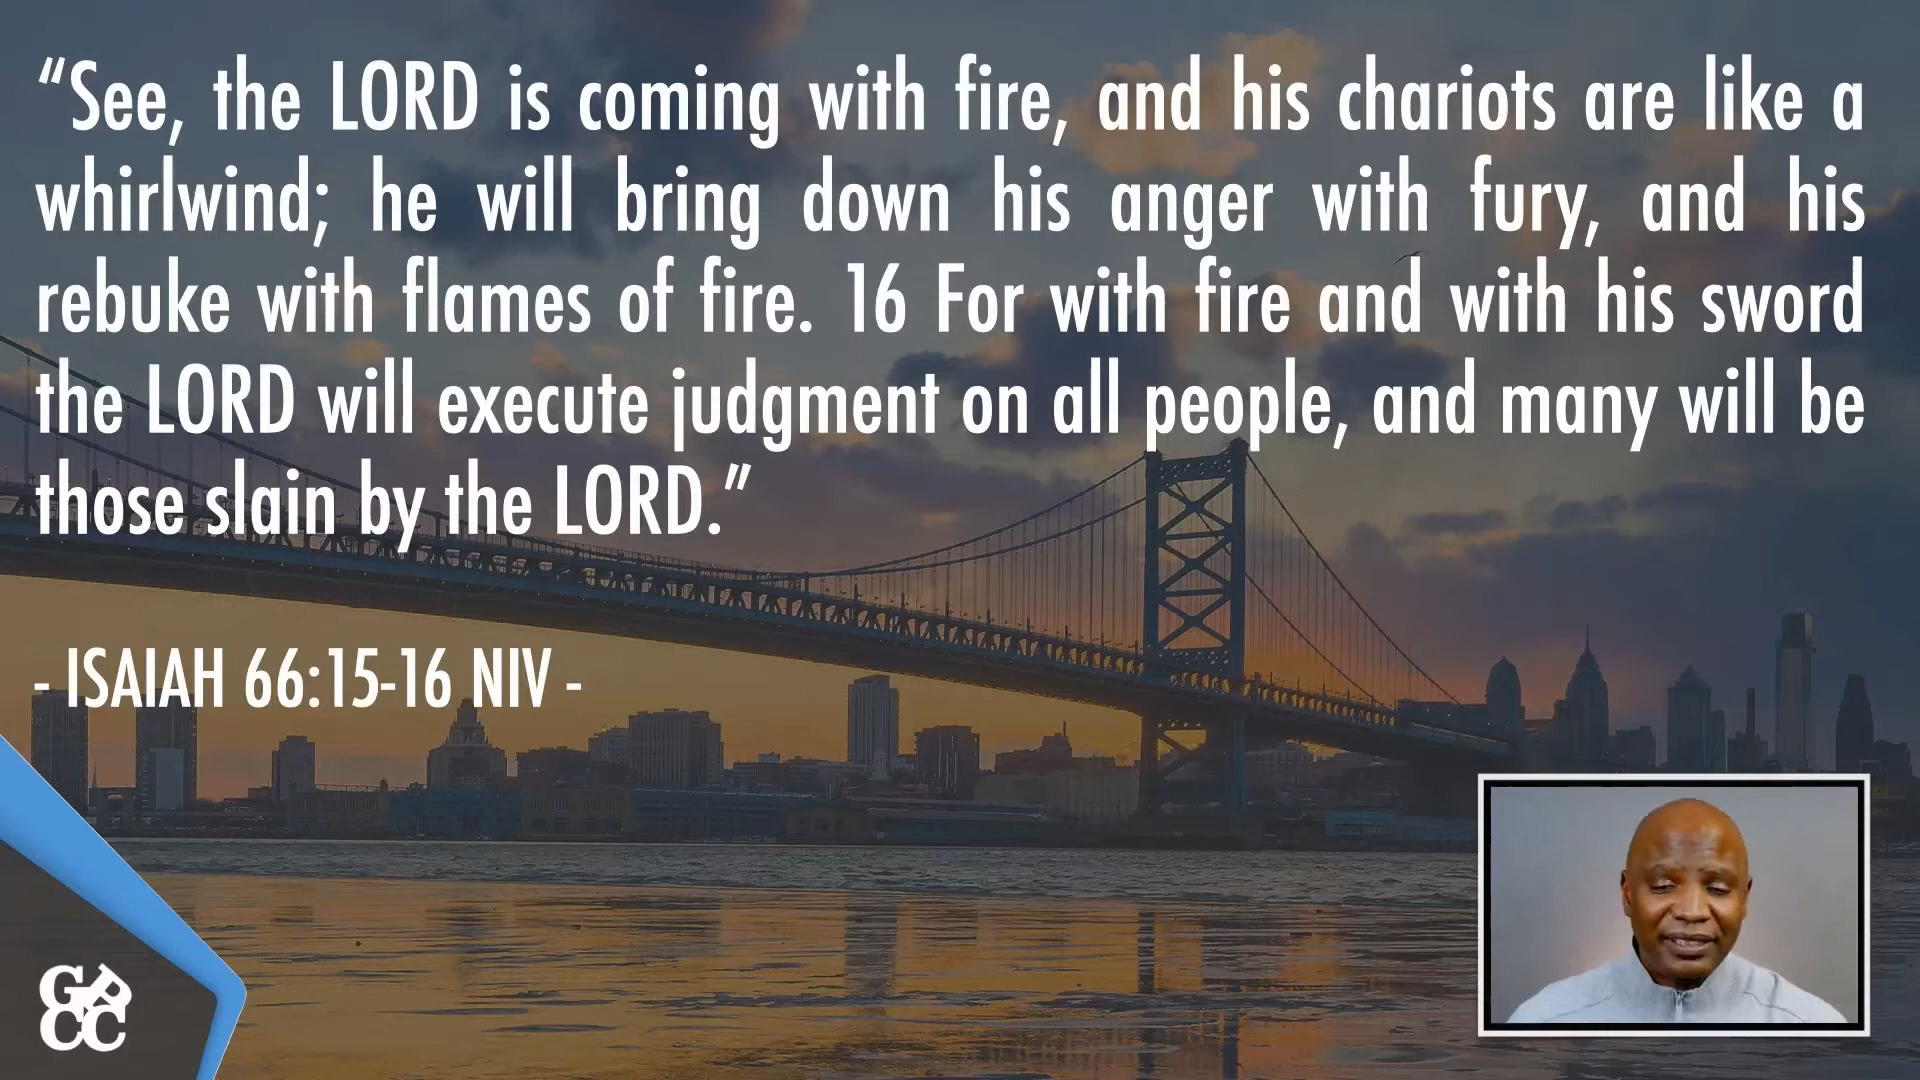 “See, the LORD is coming with fire, and his chariots are like a
whirlwind; he will bring down his anger with fury, and his
rebuke with flames of fire. 16 For with fire and with his sword
the LORD will execute judgment on all people, and many will be
those slain by the LORD.”
- ISAIAH 66:15-16 NIV -
GA
CC